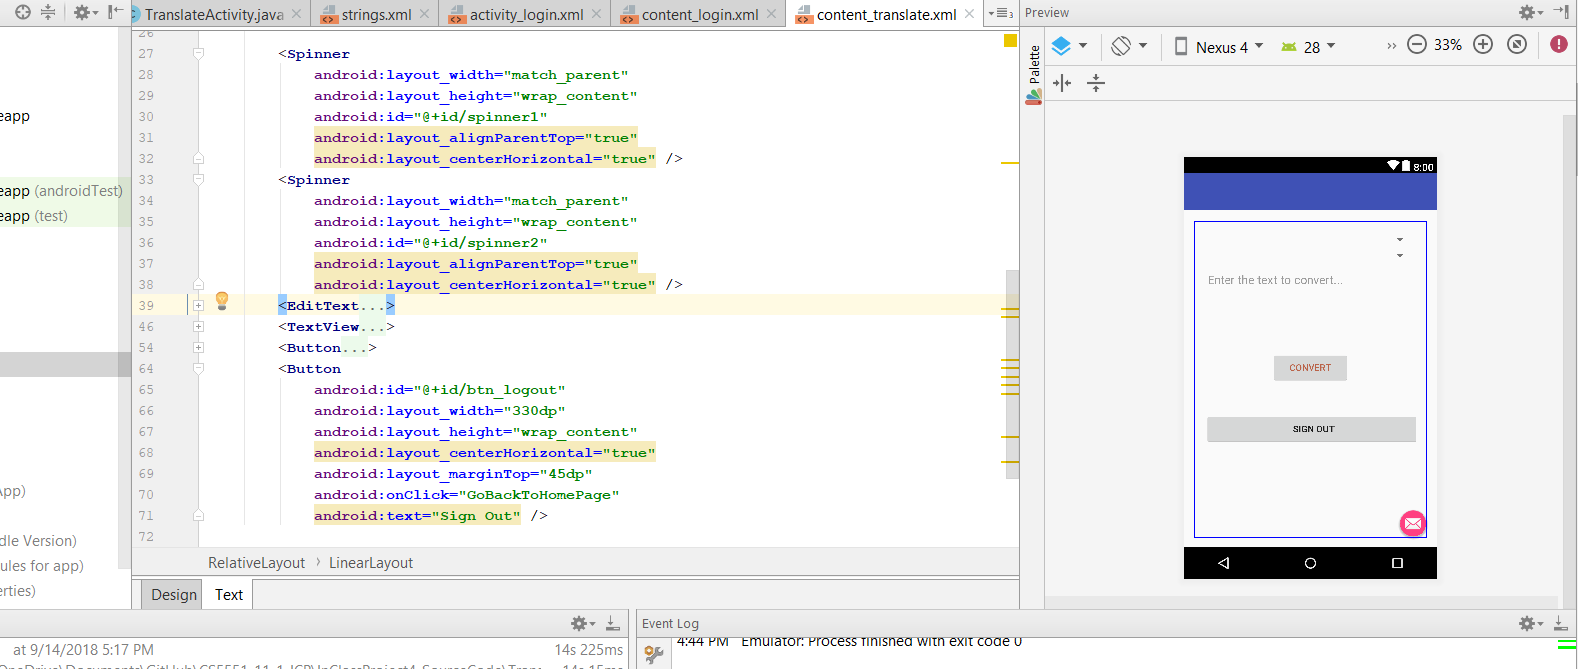 TranslateActivity.java
strings.xml
activity_login.xml
content_login.xml
content_translate.xml
3
Preview
Palette
Nexus 4
28
33%
eapp
eapp (androidTest)
eapp (test)
App)
dle Version)
ules for app)
erties)
26
27 <Spinner
28 android:layout_width="match_parent"
29 android:layout_height="wrap_content"
30 android:id="@+id/spinner1"
31 android:layout_alignParentTop="true"
32 android:layout_centerHorizontal="true" />
33 <Spinner
34 android:layout_width="match_parent"
35 android:layout_height="wrap_content"
36 android:id="@+id/spinner2"
37 android:layout_alignParentTop="true"
38 android:layout_centerHorizontal="true" />
39 <EditText...>
46 <TextView...>
54 <Button...>
64 <Button
65 android:id="@+id/btn_logout"
66 android:layout_width="330dp"
67 android:layout_height="wrap_content"
68 android:layout_centerHorizontal="true"
69 android:layout_marginTop="45dp"
70 android:onClick="GoBackToHomePage"
71 android:text="Sign Out" />
72
RelativeLayout › LinearLayout
Design Text
8:00
Enter the text to convert...
CONVERT
SIGN OUT
at 9/14/2018 5:17 PM 14s 225ms
Event Log
4:44 PM Emulator: Process finished with exit code 0